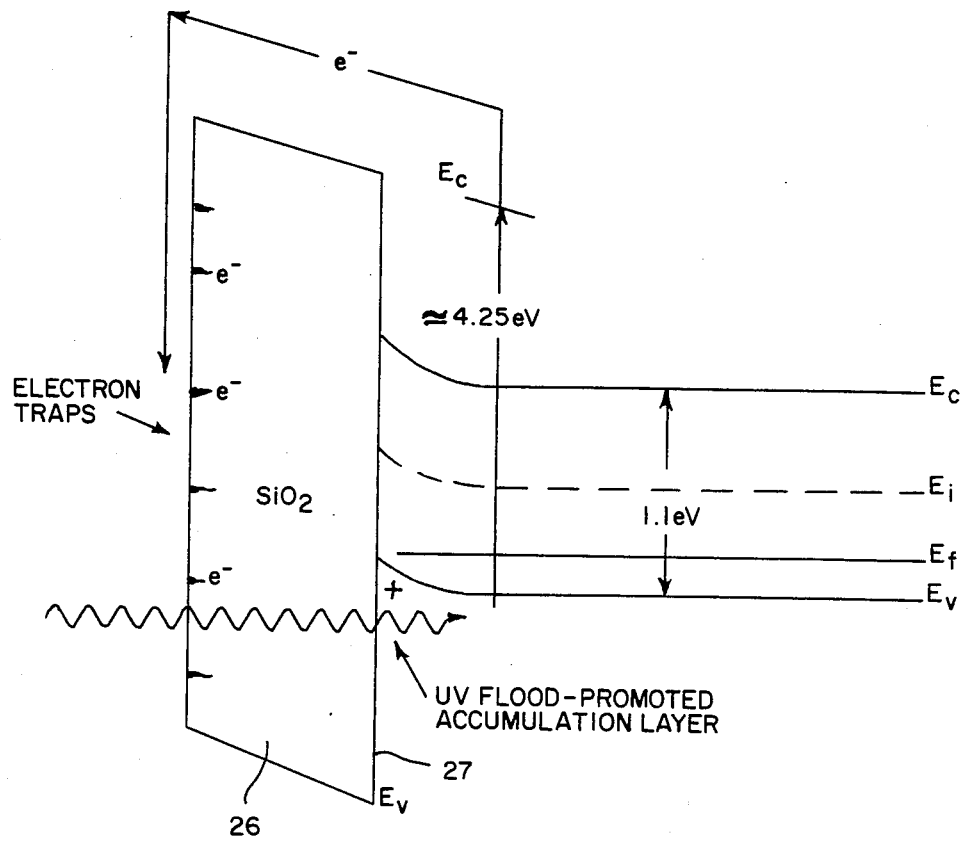 e⁻
E_c
e⁻
≃4.25eV
ELECTRON
TRAPS
e⁻
E_c
SiO₂
E_i
1.1eV
E_f
e⁻
+
E_v
UV FLOOD-PROMOTED
ACCUMULATION LAYER
27
E_v
26